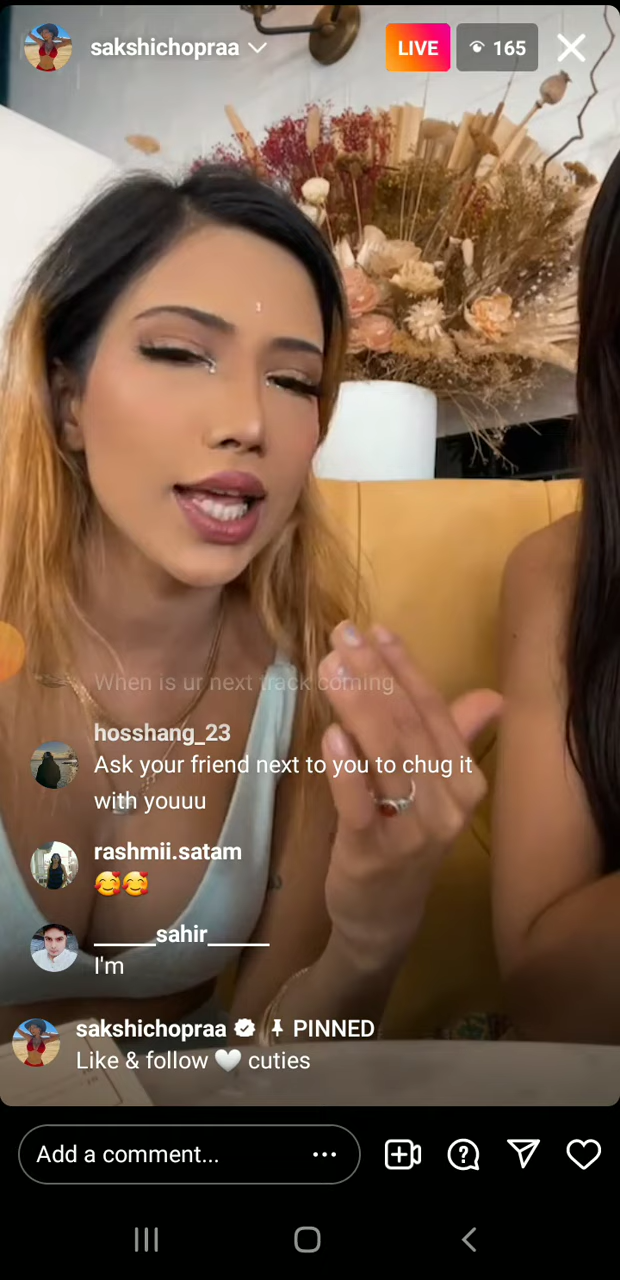 sakshichopraa
LIVE
165
When is ur next track coming
hosshang_23
Ask your friend next to you to chug it
with youuu
rashmii.satam
🥰🥰
_____sahir_____
I'm
sakshichopraa PINNED
Like & follow 🤍 cuties
Add a comment...